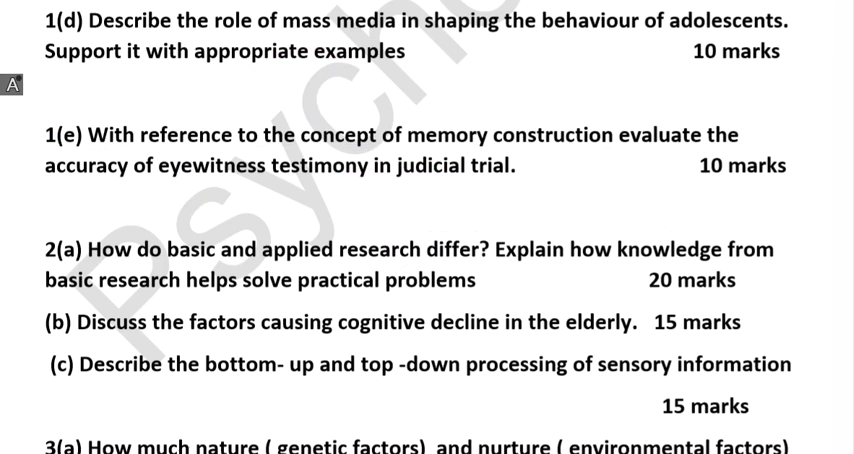 1(d) Describe the role of mass media in shaping the behaviour of adolescents.
Support it with appropriate examples 10 marks
A
1(e) With reference to the concept of memory construction evaluate the
accuracy of eyewitness testimony in judicial trial. 10 marks
2(a) How do basic and applied research differ? Explain how knowledge from
basic research helps solve practical problems 20 marks
(b) Discuss the factors causing cognitive decline in the elderly. 15 marks
(c) Describe the bottom- up and top -down processing of sensory information
15 marks
3(a) How much nature ( genetic factors) and nurture ( environmental factors)
Psych